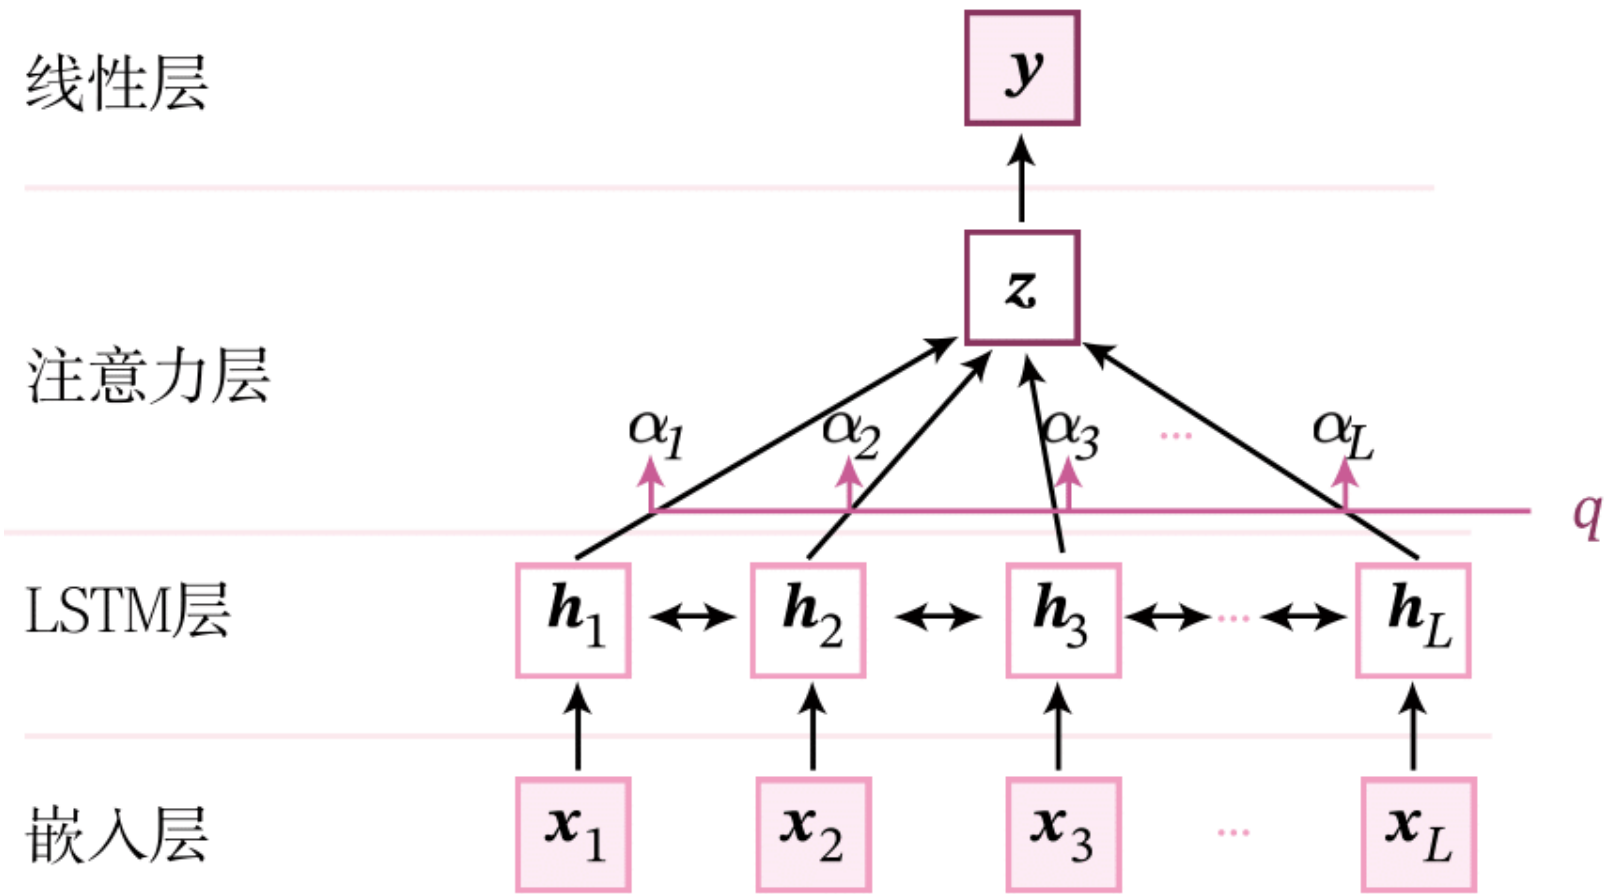 线性层
y
z
注意力层
α1 α2 α3 ... αL
q
LSTM层
h1 h2 h3 ... hL
嵌入层
x1 x2 x3 ... xL